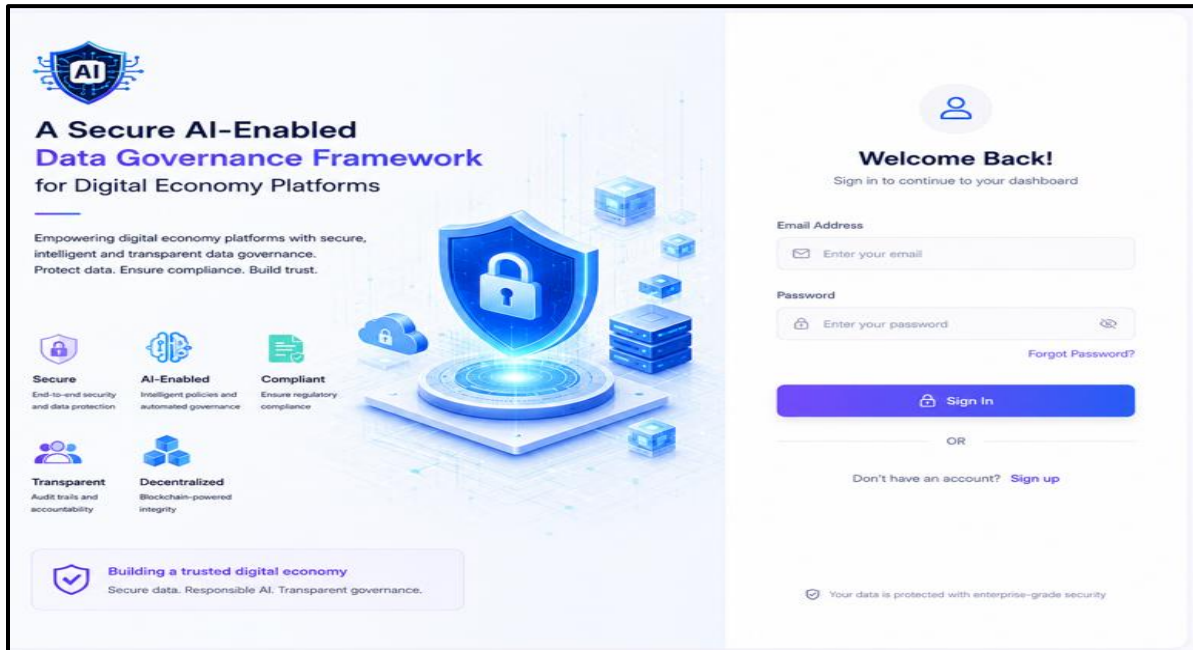 AI
A Secure AI-Enabled
Data Governance Framework
for Digital Economy Platforms
Empowering digital economy platforms with secure,
intelligent and transparent data governance.
Protect data. Ensure compliance. Build trust.
Secure
End-to-end security
and data protection
AI-Enabled
Intelligent policies and
automated governance
Compliant
Ensure regulatory
compliance
Transparent
Audit trails and
accountability
Decentralized
Blockchain-powered
integrity
Building a trusted digital economy
Secure data. Responsible AI. Transparent governance.
Welcome Back!
Sign in to continue to your dashboard
Email Address
Enter your email
Password
Enter your password
Forgot Password?
Sign In
OR
Don't have an account? Sign up
Your data is protected with enterprise-grade security